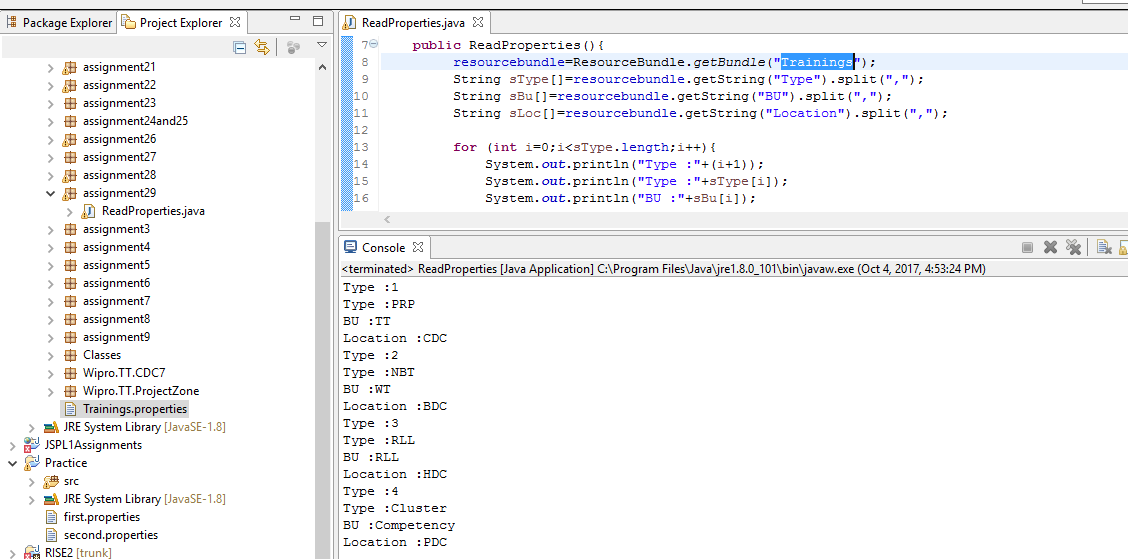 Package Explorer
Project Explorer
assignment21
assignment22
assignment23
assignment24and25
assignment26
assignment27
assignment28
assignment29
ReadProperties.java
assignment3
assignment4
assignment5
assignment6
assignment7
assignment8
assignment9
Classes
Wipro.TT.CDC7
Wipro.TT.ProjectZone
Trainings.properties
JRE System Library [JavaSE-1.8]
JSPL1Assignments
Practice
src
JRE System Library [JavaSE-1.8]
first.properties
second.properties
RISE2 [trunk]
ReadProperties.java
7 public ReadProperties(){
8 resourcebundle=ResourceBundle.getBundle("Trainings");
9 String sType[]=resourcebundle.getString("Type").split(",");
10 String sBu[]=resourcebundle.getString("BU").split(",");
11 String sLoc[]=resourcebundle.getString("Location").split(",");
12
13 for (int i=0;i<sType.length;i++){
14 System.out.println("Type :"+(i+1));
15 System.out.println("Type :"+sType[i]);
16 System.out.println("BU :"+sBu[i]);
Console
<terminated> ReadProperties [Java Application] C:\Program Files\Java\jre1.8.0_101\bin\javaw.exe (Oct 4, 2017, 4:53:24 PM)
Type :1
Type :PRP
BU :TT
Location :CDC
Type :2
Type :NBT
BU :WT
Location :BDC
Type :3
Type :RLL
BU :RLL
Location :HDC
Type :4
Type :Cluster
BU :Competency
Location :PDC